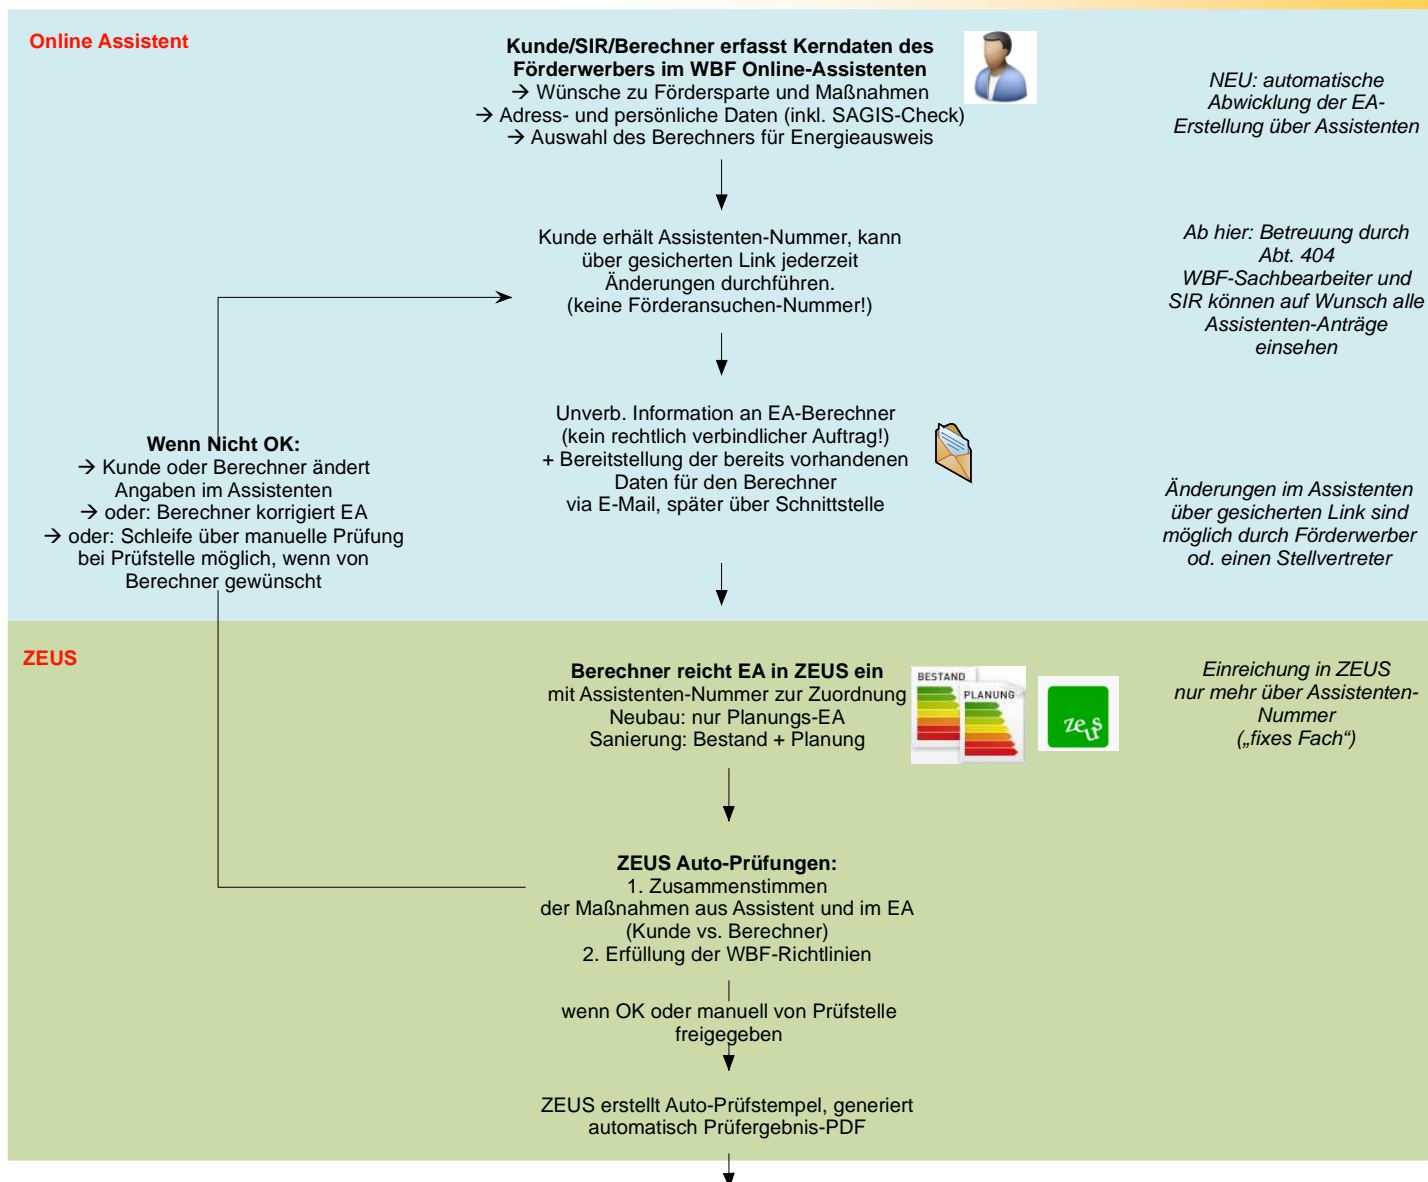 Online Assistent
Kunde/SIR/Berechner erfasst Kerndaten des
Förderwerbers im WBF Online-Assistenten
→ Wünsche zu Fördersparte und Maßnahmen
→ Adress- und persönliche Daten (inkl. SAGIS-Check)
→ Auswahl des Berechners für Energieausweis
NEU: automatische
Abwicklung der EA-
Erstellung über Assistenten
Kunde erhält Assistenten-Nummer, kann
über gesicherten Link jederzeit
Änderungen durchführen.
(keine Förderansuchen-Nummer!)
Ab hier: Betreuung durch
Abt. 404
WBF-Sachbearbeiter und
SIR können auf Wunsch alle
Assistenten-Anträge
einsehen
Unverb. Information an EA-Berechner
(kein rechtlich verbindlicher Auftrag!)
+ Bereitstellung der bereits vorhandenen
Daten für den Berechner
via E-Mail, später über Schnittstelle
Wenn Nicht OK:
→ Kunde oder Berechner ändert
Angaben im Assistenten
→ oder: Berechner korrigiert EA
→ oder: Schleife über manuelle Prüfung
bei Prüfstelle möglich, wenn von
Berechner gewünscht
Änderungen im Assistenten
über gesicherten Link sind
möglich durch Förderwerber
od. einen Stellvertreter
ZEUS
Berechner reicht EA in ZEUS ein
mit Assistenten-Nummer zur Zuordnung
Neubau: nur Planungs-EA
Sanierung: Bestand + Planung
BESTAND
PLANUNG
zeus
Einreichung in ZEUS
nur mehr über Assistenten-
Nummer
(„fixes Fach“)
ZEUS Auto-Prüfungen:
1. Zusammenstimmen
der Maßnahmen aus Assistent und im EA
(Kunde vs. Berechner)
2. Erfüllung der WBF-Richtlinien
wenn OK oder manuell von Prüfstelle
freigegeben
ZEUS erstellt Auto-Prüfstempel, generiert
automatisch Prüfergebnis-PDF